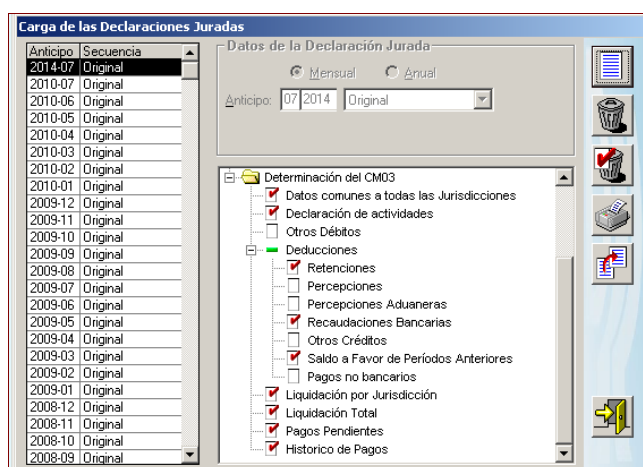 Carga de las Declaraciones Juradas
Anticipo Secuencia
2014-07 Original
2010-07 Original
2010-06 Original
2010-05 Original
2010-04 Original
2010-03 Original
2010-02 Original
2010-01 Original
2009-12 Original
2009-11 Original
2009-10 Original
2009-09 Original
2009-08 Original
2009-07 Original
2009-06 Original
2009-05 Original
2009-04 Original
2009-03 Original
2009-02 Original
2009-01 Original
2008-12 Original
2008-11 Original
2008-10 Original
2008-09 Original
Datos de la Declaración Jurada
Mensual Anual
Anticipo: 07 2014 Original
Determinación del CM03
Datos comunes a todas las Jurisdicciones
Declaración de actividades
Otros Débitos
Deducciones
Retenciones
Percepciones
Percepciones Aduaneras
Recaudaciones Bancarias
Otros Créditos
Saldo a Favor de Períodos Anteriores
Pagos no bancarios
Liquidación por Jurisdicción
Liquidación Total
Pagos Pendientes
Historico de Pagos